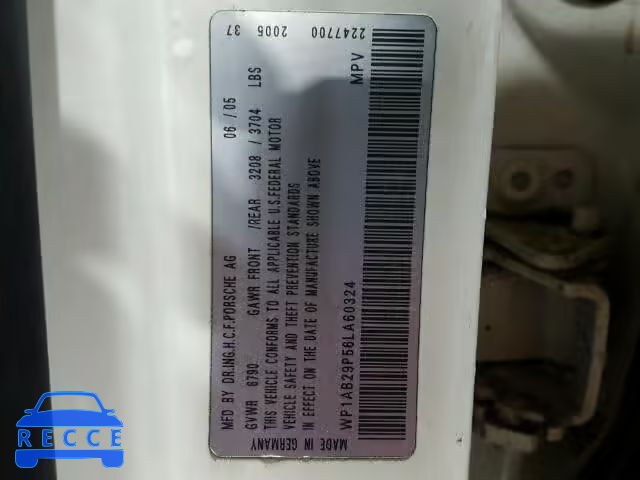 2005 37 2247700
MFD BY DR.ING.H.C.F.PORSCHE AG 06 / 05
GVWR 6790 GAWR FRONT /REAR 3208 / 3704 LBS
THIS VEHICLE CONFORMS TO ALL APPLICABLE U.S.FEDERAL MOTOR
VEHICLE SAFETY AND THEFT PREVENTION STANDARDS
IN EFFECT ON THE DATE OF MANUFACTURE SHOWN ABOVE
WP1AB29P58LA60324 MPV
MADE IN GERMANY
RECCE